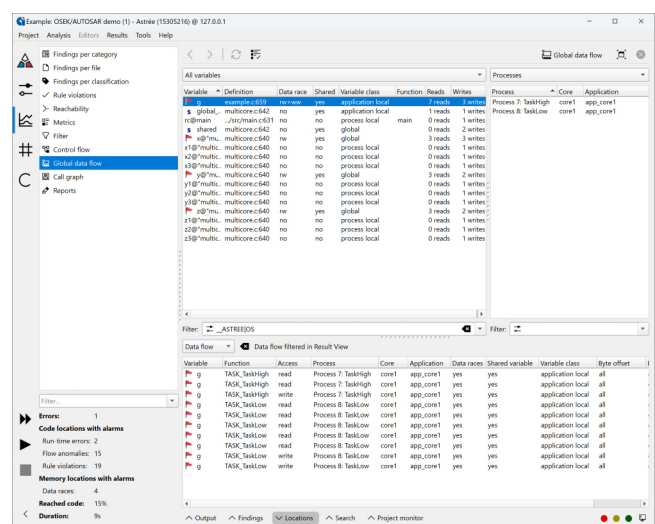 Example: OSEK/AUTOSAR demo (1) - Astrée (15305216) @ 127.0.0.1
Project Analysis Editors Results Tools Help
Findings per category
Findings per file
Findings per classification
Rule violations
Reachability
Metrics
Filter
Control flow
Global data flow
Call graph
Reports
Global data flow
All variables
Processes
Variable Definition Data race Shared Variable class Function Reads Writes
g example.c:659 rw+ww yes application local 7 reads 3 writes
global_... multicore.c:642 no yes application local 1 reads 1 writes
rc@main .../src/main.c:631 no no process local main 0 reads 1 writes
shared multicore.c:642 no yes global 2 reads 2 writes
x@"mu... multicore.c:640 rw yes global 3 reads 2 writes
x1@"multic... multicore.c:640 no no process local 0 reads 1 writes
x2@"multic... multicore.c:640 no no process local 0 reads 1 writes
x3@"multic... multicore.c:640 no no process local 0 reads 1 writes
y@"mu... multicore.c:640 rw yes global 3 reads 2 writes
y1@"multic... multicore.c:640 no no process local 0 reads 1 writes
y2@"multic... multicore.c:640 no no process local 0 reads 1 writes
y3@"multic... multicore.c:640 no no process local 0 reads 1 writes
z@"mu... multicore.c:640 rw yes global 3 reads 2 writes
z1@"multic... multicore.c:640 no no process local 0 reads 1 writes
z2@"multic... multicore.c:640 no no process local 0 reads 1 writes
z3@"multic... multicore.c:640 no no process local 0 reads 1 writes
Process Core Application
Process 7: TaskHigh core1 app_core1
Process 8: TaskLow core1 app_core1
Filter: __ASTREE|OS
Filter:
Data flow Data flow filtered in Result View
Variable Function Access Process Core Application Data races Shared variable Variable class Byte offset
g TASK_TaskHigh read Process 7: TaskHigh core1 app_core1 yes yes application local all
g TASK_TaskHigh read Process 7: TaskHigh core1 app_core1 yes yes application local all
g TASK_TaskHigh write Process 7: TaskHigh core1 app_core1 yes yes application local all
g TASK_TaskLow read Process 8: TaskLow core1 app_core1 yes yes application local all
g TASK_TaskLow read Process 8: TaskLow core1 app_core1 yes yes application local all
g TASK_TaskLow read Process 8: TaskLow core1 app_core1 yes yes application local all
g TASK_TaskLow read Process 8: TaskLow core1 app_core1 yes yes application local all
g TASK_TaskLow read Process 8: TaskLow core1 app_core1 yes yes application local all
g TASK_TaskLow write Process 8: TaskLow core1 app_core1 yes yes application local all
g TASK_TaskLow write Process 8: TaskLow core1 app_core1 yes yes application local all
Filter...
Errors: 1
Code locations with alarms
Run-time errors: 2
Flow anomalies: 15
Rule violations: 19
Memory locations with alarms
Data races: 4
Reached code: 15%
Duration: 9s
Output Findings Locations Search Project monitor